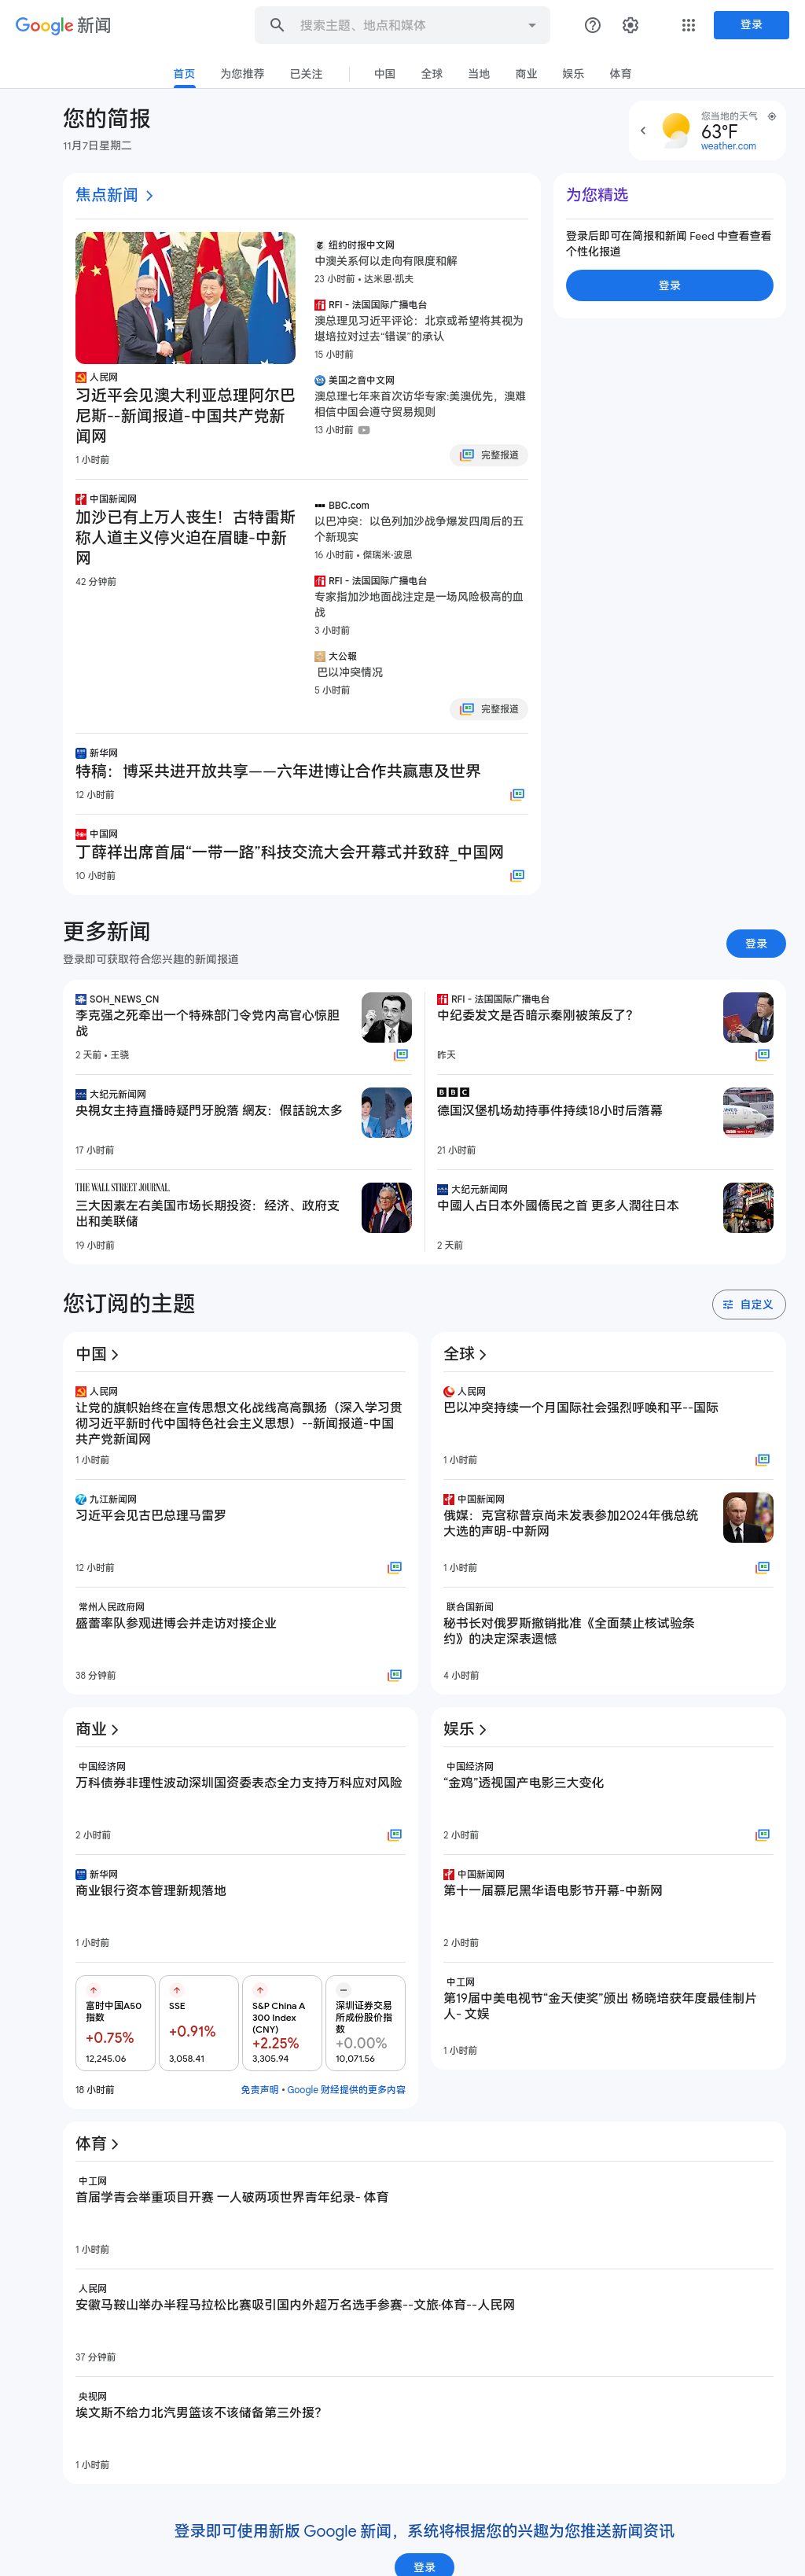 Google 新闻
搜索主题、地点和媒体
登录
首页
为您推荐
已关注
中国
全球
当地
商业
娱乐
体育
您的简报
11月7日星期二
您当地的天气
63°F
weather.com
焦点新闻
人民网
习近平会见澳大利亚总理阿尔巴
尼斯--新闻报道-中国共产党新
闻网
1 小时前
纽约时报中文网
中澳关系何以走向有限度和解
23 小时前 • 达米恩·凯夫
RFI - 法国国际广播电台
澳总理见习近平评论：北京或希望将其视为
堪培拉对过去“错误”的承认
15 小时前
美国之音中文网
澳总理七年来首次访华专家:美澳优先，澳难
相信中国会遵守贸易规则
13 小时前
完整报道
中国新闻网
加沙已有上万人丧生！古特雷斯
称人道主义停火迫在眉睫-中新
网
42 分钟前
BBC.com
以巴冲突：以色列加沙战争爆发四周后的五
个新现实
16 小时前 • 傑瑞米·波恩
RFI - 法国国际广播电台
专家指加沙地面战注定是一场风险极高的血
战
3 小时前
大公報
巴以冲突情况
5 小时前
完整报道
新华网
特稿：博采共进开放共享——六年进博让合作共赢惠及世界
12 小时前
中国网
丁薛祥出席首届“一带一路”科技交流大会开幕式并致辞_中国网
10 小时前
为您精选
登录后即可在简报和新闻 Feed 中查看查看
个性化报道
登录
更多新闻
登录即可获取符合您兴趣的新闻报道
登录
SOH_NEWS_CN
李克强之死牵出一个特殊部门令党内高官心惊胆
战
2 天前 • 王骁
RFI - 法国国际广播电台
中纪委发文是否暗示秦刚被策反了？
昨天
大纪元新闻网
央視女主持直播時疑門牙脫落 網友：假話說太多
17 小时前
BBC
德国汉堡机场劫持事件持续18小时后落幕
21 小时前
THE WALL STREET JOURNAL.
三大因素左右美国市场长期投资：经济、政府支
出和美联储
19 小时前
大纪元新闻网
中國人占日本外國僑民之首 更多人潤往日本
2 天前
您订阅的主题
自定义
中国
人民网
让党的旗帜始终在宣传思想文化战线高高飘扬（深入学习贯
彻习近平新时代中国特色社会主义思想）--新闻报道-中国
共产党新闻网
1 小时前
九江新闻网
习近平会见古巴总理马雷罗
12 小时前
常州人民政府网
盛蕾率队参观进博会并走访对接企业
38 分钟前
全球
人民网
巴以冲突持续一个月国际社会强烈呼唤和平--国际
1 小时前
中国新闻网
俄媒：克宫称普京尚未发表参加2024年俄总统
大选的声明-中新网
1 小时前
联合国新闻
秘书长对俄罗斯撤销批准《全面禁止核试验条
约》的决定深表遗憾
4 小时前
商业
中国经济网
万科债券非理性波动深圳国资委表态全力支持万科应对风险
2 小时前
新华网
商业银行资本管理新规落地
1 小时前
富时中国A50
指数
+0.75%
12,245.06
SSE
+0.91%
3,058.41
S&P China A
300 Index
(CNY)
+2.25%
3,305.94
深圳证券交易
所成份股价指
数
+0.00%
10,071.56
18 小时前
免责声明 • Google 财经提供的更多内容
娱乐
中国经济网
“金鸡”透视国产电影三大变化
2 小时前
中国新闻网
第十一届慕尼黑华语电影节开幕-中新网
2 小时前
中工网
第19届中美电视节“金天使奖”颁出 杨晓培获年度最佳制片
人- 文娱
1 小时前
体育
中工网
首届学青会举重项目开赛 一人破两项世界青年纪录- 体育
1 小时前
人民网
安徽马鞍山举办半程马拉松比赛吸引国内外超万名选手参赛--文旅·体育--人民网
37 分钟前
央视网
埃文斯不给力北汽男篮该不该储备第三外援？
1 小时前
登录即可使用新版 Google 新闻，系统将根据您的兴趣为您推送新闻资讯
登录